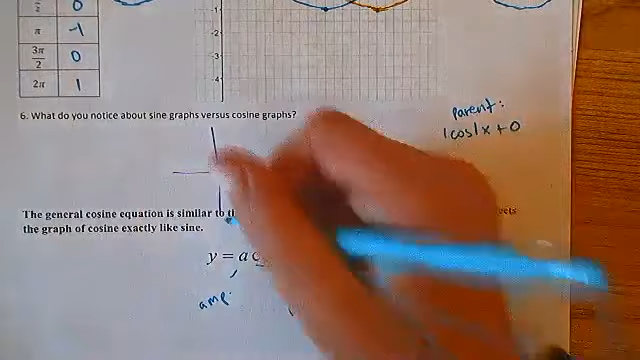 π/2 0
-1
π -1
-2
3π/2 0
-3
2π 1
-4
6. What do you notice about sine graphs versus cosine graphs?
Parent:
1cos1x+0
The general cosine equation is similar to
the graph of cosine exactly like sine.
y = a
amp.